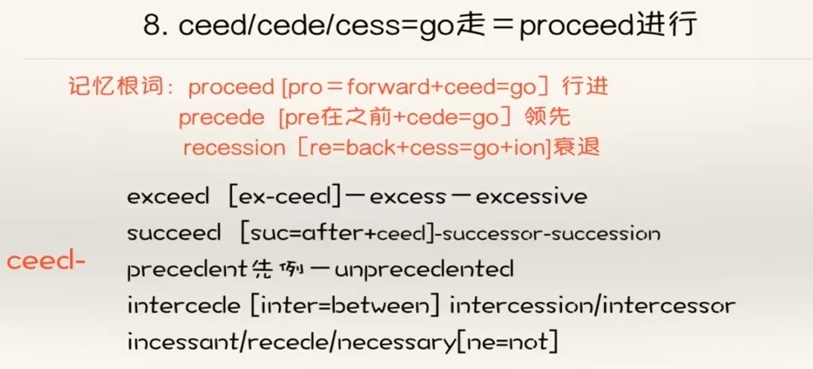 8. ceed/cede/cess=go走=proceed进行
记忆根词：proceed [pro=forward+ceed=go］行进
precede [pre在之前+cede=go］领先
recession［re=back+cess=go+ion]衰退
exceed [ex-ceed]－excess－excessive
succeed [suc=after+ceed]-successor-succession
ceed-
precedent先例－unprecedented
intercede [inter=between] intercession/intercessor
incessant/recede/necessary[ne=not]